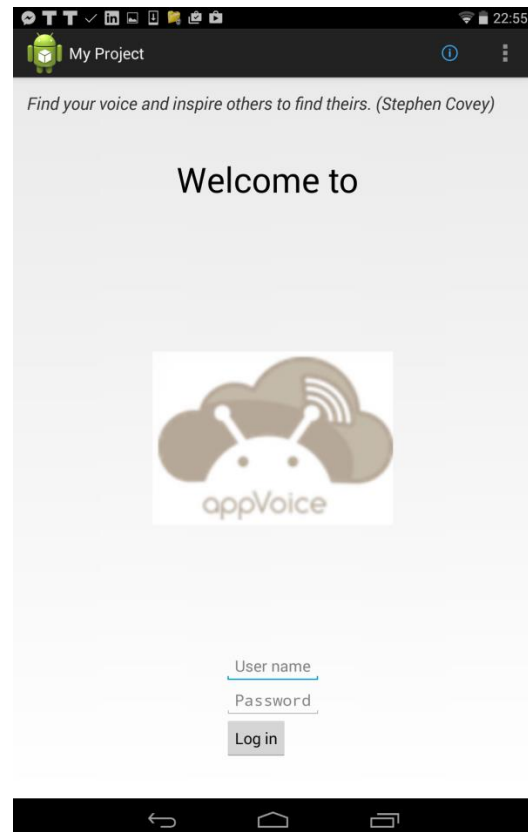 22:55
My Project
Find your voice and inspire others to find theirs. (Stephen Covey)
Welcome to
appVoice
User name
Password
Log in